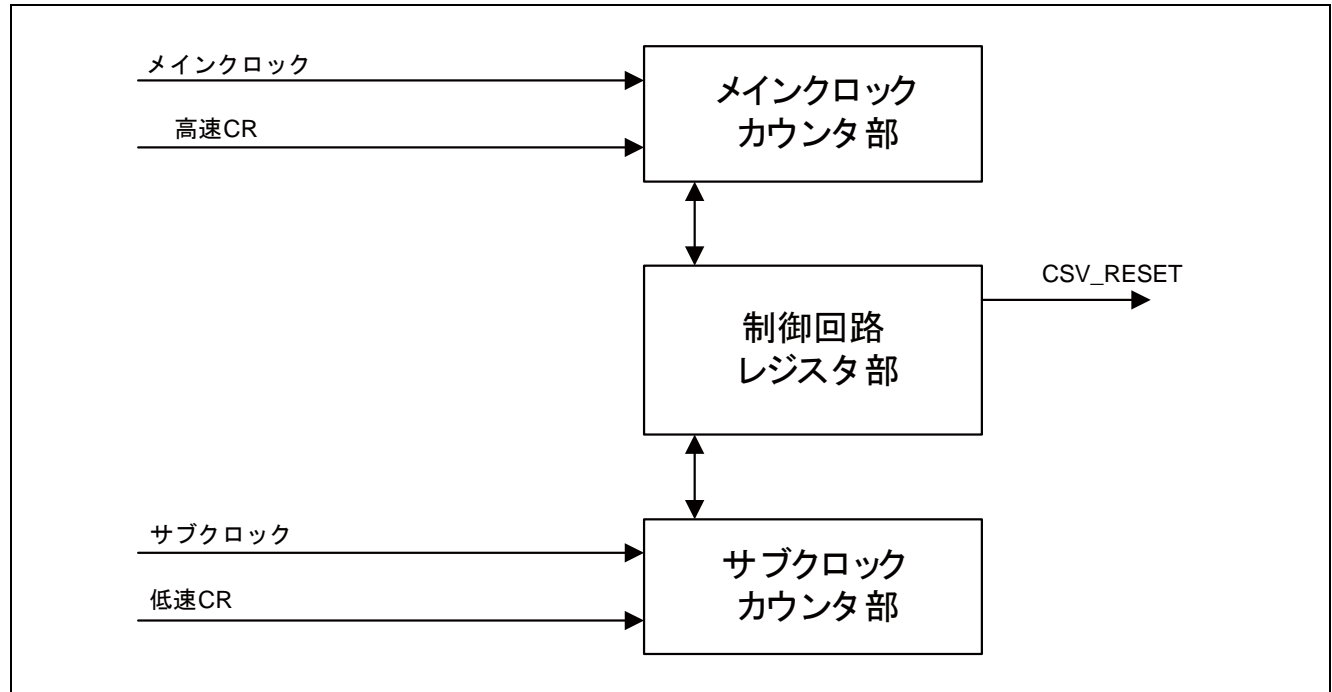 メインクロック
高速CR
メインクロック
カウンタ部
CSV_RESET
制御回路
レジスタ部
サブクロック
低速CR
サブクロック
カウンタ部